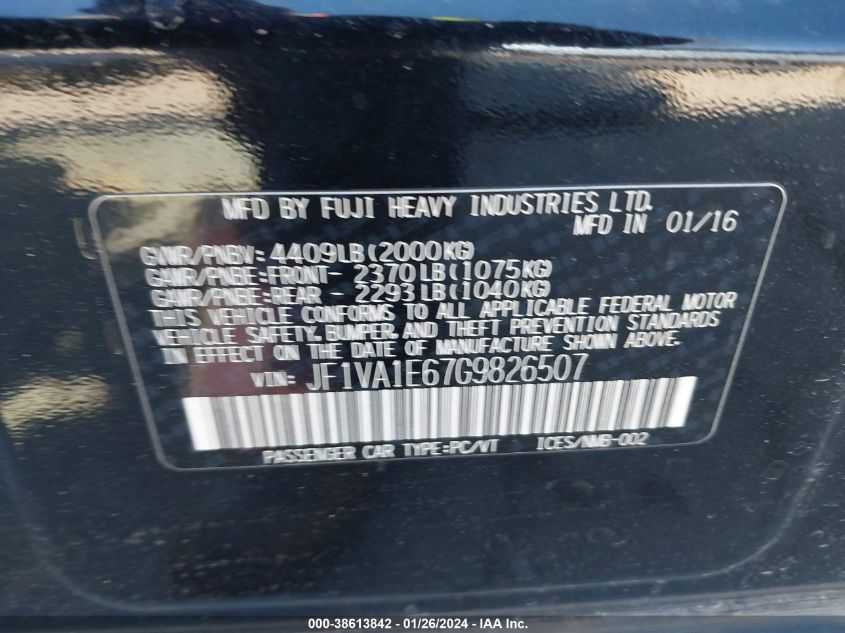 MFD BY FUJI HEAVY INDUSTRIES LTD.
MFD IN 01/16
GVWR/PNBV: 4409LB(2000KG)
GAWR/PNBE:FRONT- 2370LB(1075KG)
GAWR/PNBE:REAR - 2293LB(1040KG)
THIS VEHICLE CONFORMS TO ALL APPLICABLE FEDERAL MOTOR
VEHICLE SAFETY, BUMPER, AND THEFT PREVENTION STANDARDS
IN EFFECT ON THE DATE OF MANUFACTURE SHOWN ABOVE.
VIN: JF1VA1E67G9826507
PASSENGER CAR TYPE:PC/VT ICES/NMB-002
000-38613842 - 01/26/2024 - IAA Inc.